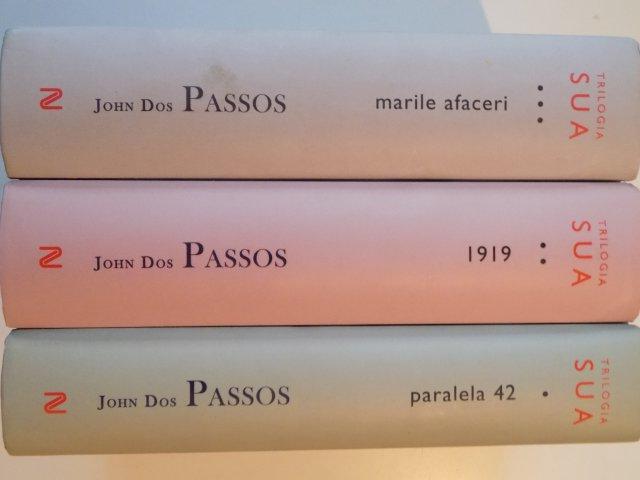 John Dos Passos
marile afaceri
TRILOGIA
SUA
John Dos Passos
1919
TRILOGIA
SUA
John Dos Passos
paralela 42
TRILOGIA
SUA